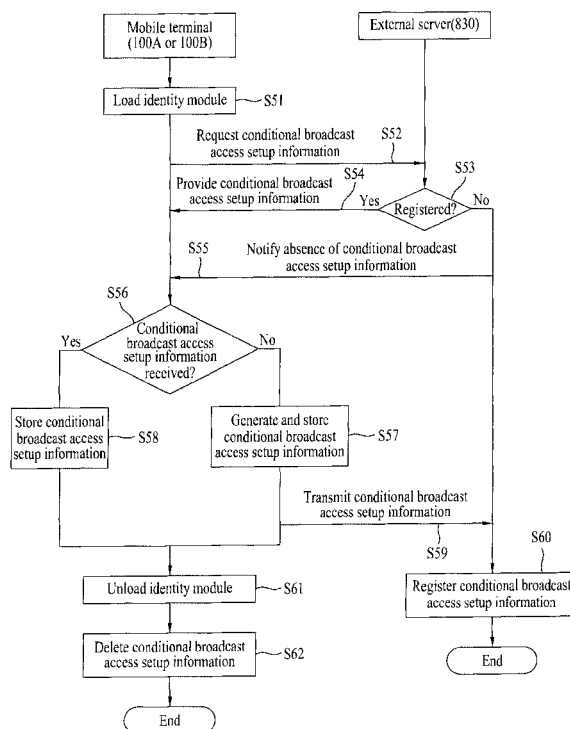 Mobile terminal
(100A or 100B)
External server(830)
Load identity module
S51
Request conditional broadcast
access setup information
S52
S53
S54
Provide conditional broadcast
access setup information
Yes
Registered?
No
S55
Notify absence of conditional broadcast
access setup information
S56
Conditional
broadcast access
setup information
received?
Yes
No
Store conditional
broadcast access
setup information
S58
Generate and store
conditional broadcast
access setup information
S57
Transmit conditional broadcast
access setup information
S59
S60
Unload identity module
S61
Register conditional broadcast
access setup information
Delete conditional broadcast
access setup information
S62
End
End